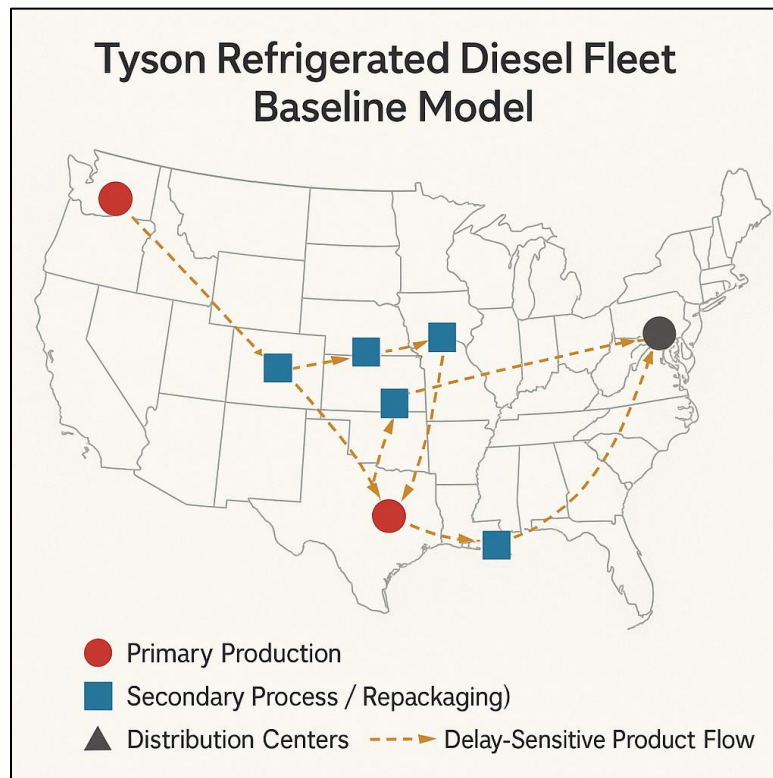 Tyson Refrigerated Diesel Fleet
Baseline Model
Primary Production
Secondary Process / Repackaging)
Distribution Centers
Delay-Sensitive Product Flow